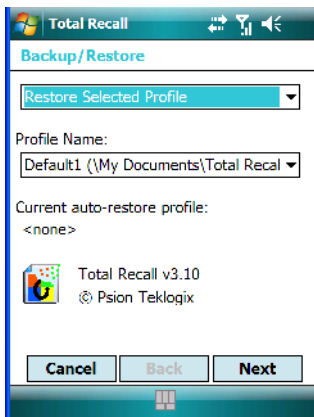 Total Recall
Backup/Restore
Restore Selected Profile
Profile Name:
Default1 (\My Documents\Total Recal
Current auto-restore profile:
<none>
Total Recall v3.10
© Psion Teklogix
Cancel Back Next